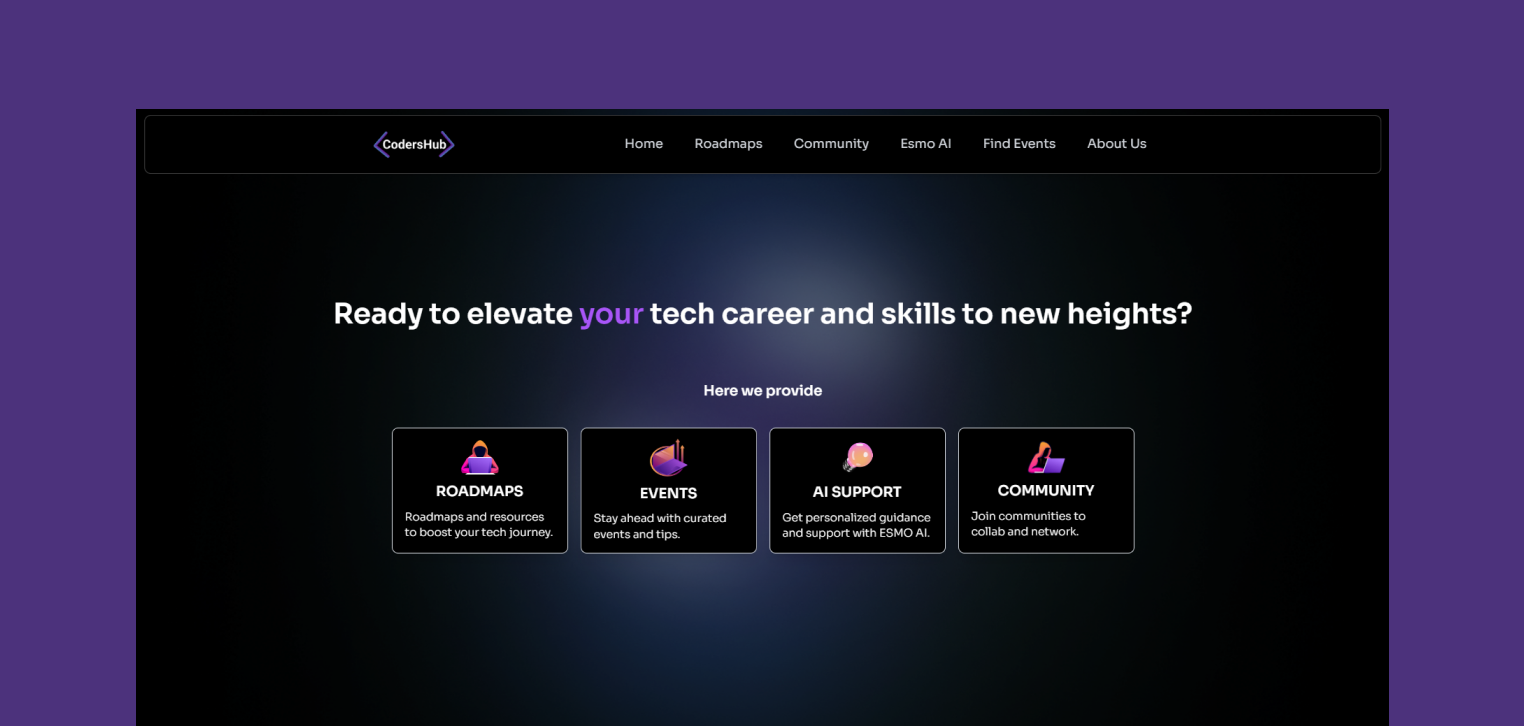 CodersHub
Home Roadmaps Community Esmo AI Find Events About Us
Ready to elevate your tech career and skills to new heights?
Here we provide
ROADMAPS
Roadmaps and resources
to boost your tech journey.
EVENTS
Stay ahead with curated
events and tips.
AI SUPPORT
Get personalized guidance
and support with ESMO AI.
COMMUNITY
Join communities to
collab and network.